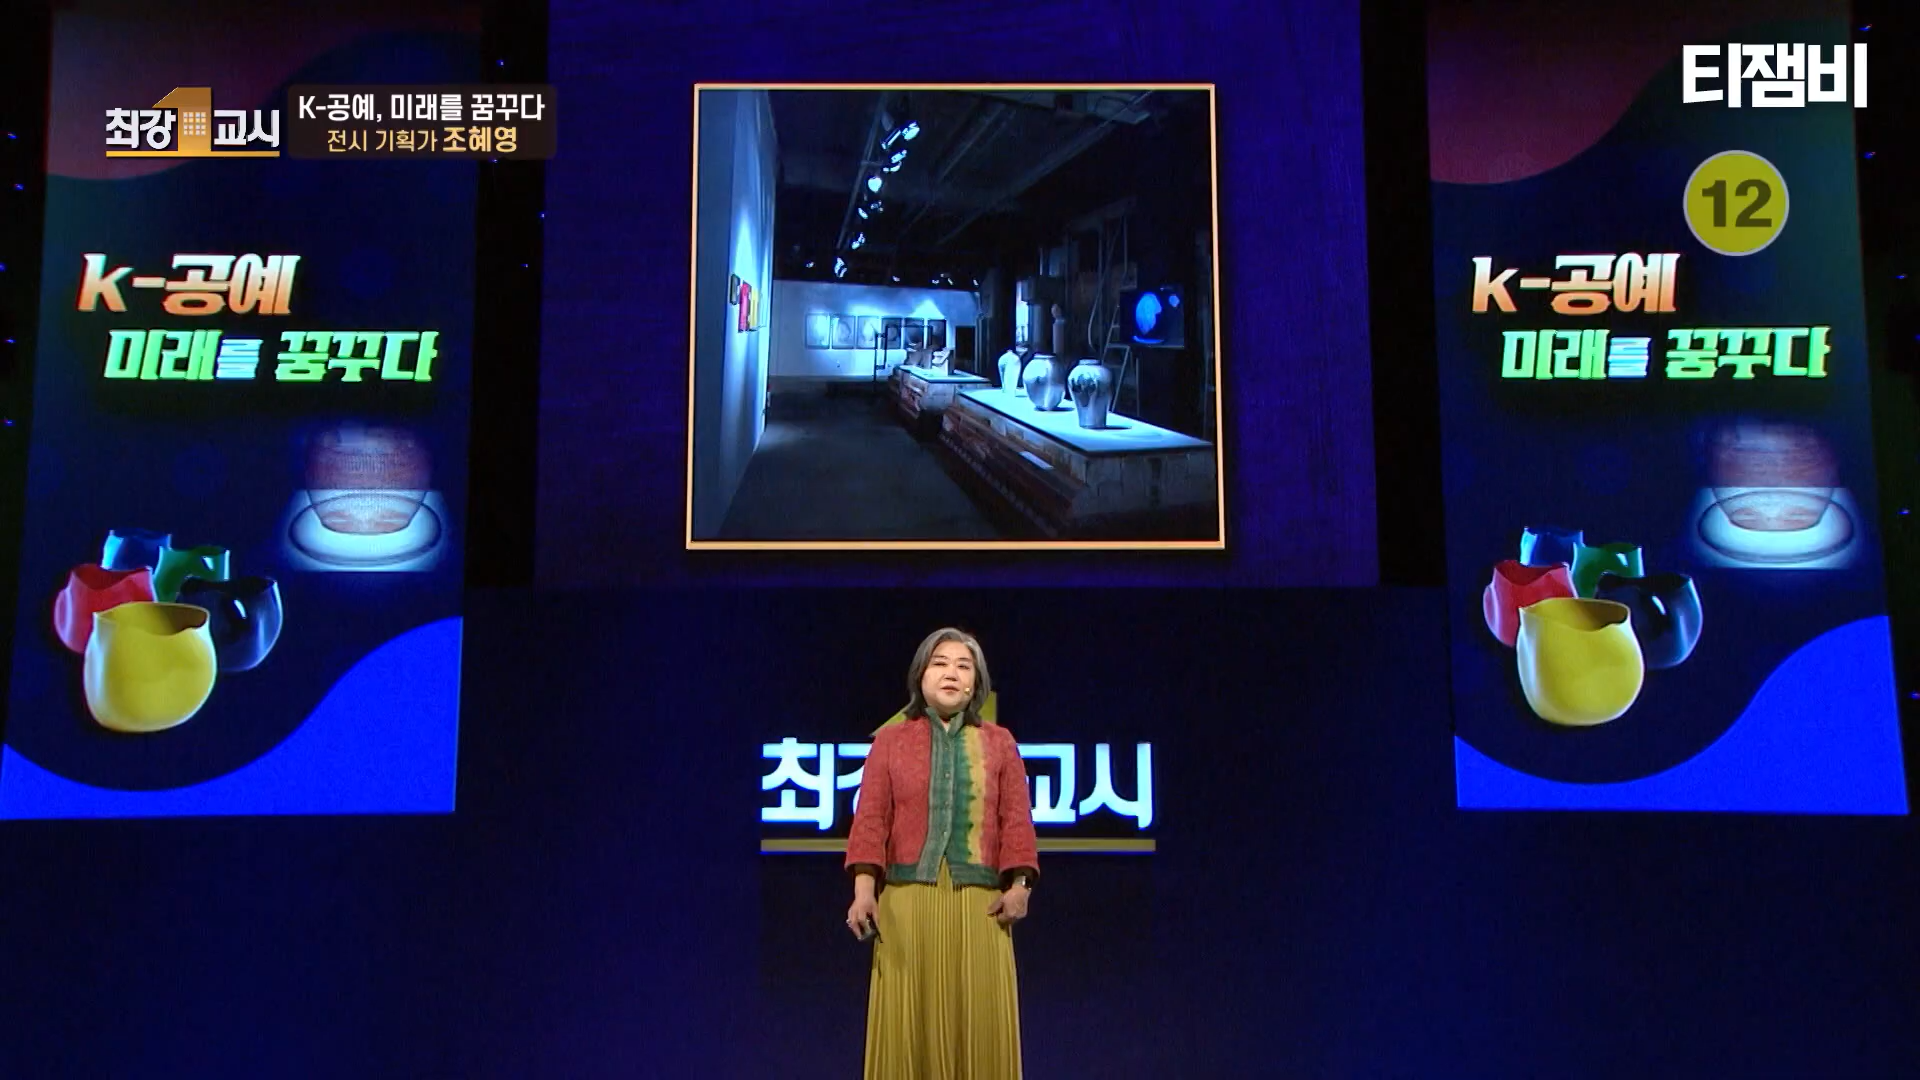 최강1교시
K-공예, 미래를 꿈꾸다
전시 기획가 조혜영
티잼비
12
k-공예
미래를 꿈꾸다
k-공예
미래를 꿈꾸다
최강 교시